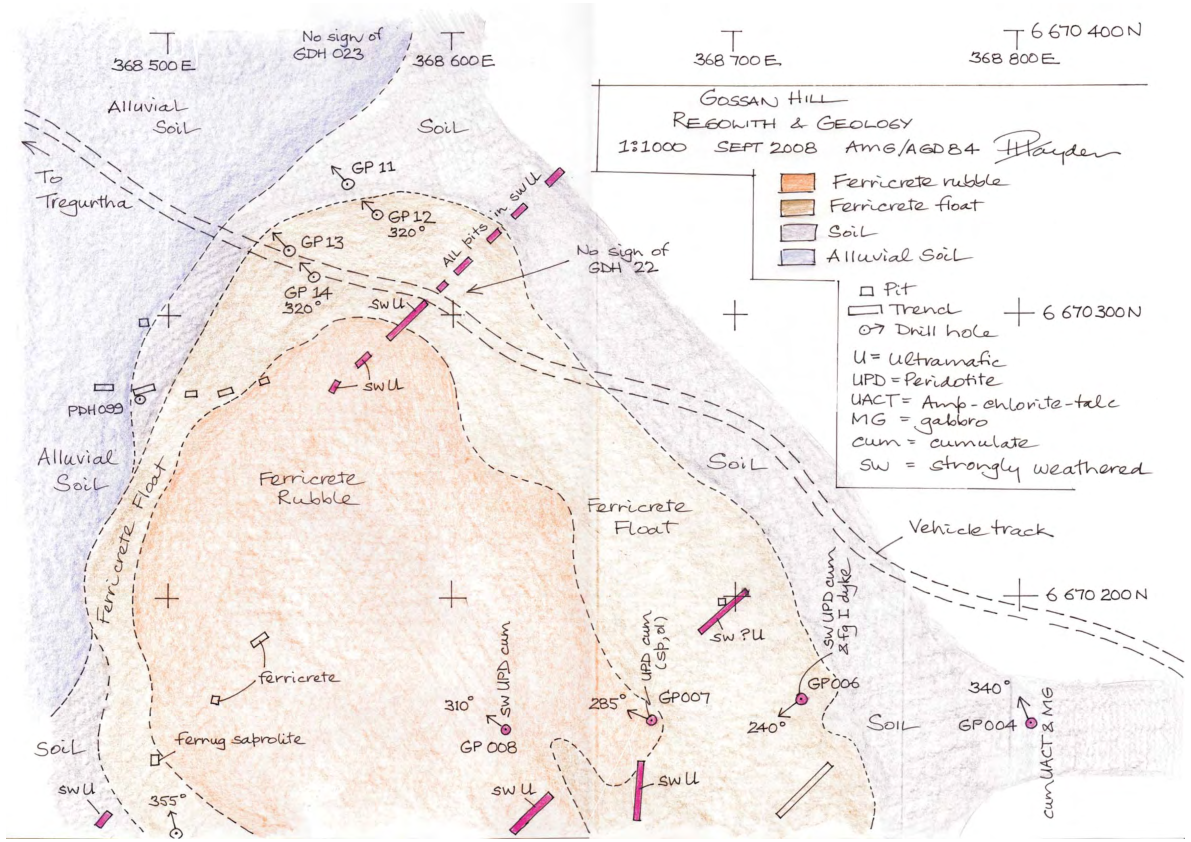 No sign of
GDH 023
368 500 E
368 600 E
368 700 E
368 800 E
6 670 400 N
GOSSAN HILL
REGOLITH & GEOLOGY
1:1000 SEPT 2008 AMG/AGD84
Ferricrete rubble
Ferricrete float
Soil
Alluvial Soil
Pit
Trench
Drill hole
U = Ultramafic
UPD = Peridotite
UACT = Amp-chlorite-talc
MG = gabbro
cum = cumulate
sw = strongly weathered
6 670 300 N
Alluvial
Soil
Soil
To
Tregurtha
GP 11
GP 12
320°
GP 13
GP 14
320°
All pits in sw U
No sign of
GDH 22
sw U
sw U
PDH099
Alluvial
Soil
Ferricrete Float
Ferricrete
Rubble
Soil
Ferricrete
Float
Vehicle track
6 670 200 N
sw ?U
sw UPD cum
& fg I dyke
UPD cum
(sp, ol)
sw UPD cum
ferricrete
310°
GP 008
285°
GP007
GP006
240°
340°
GP004
cum UACT & MG
Soil
Soil
ferrug saprolite
sw U
355°
sw U
sw U